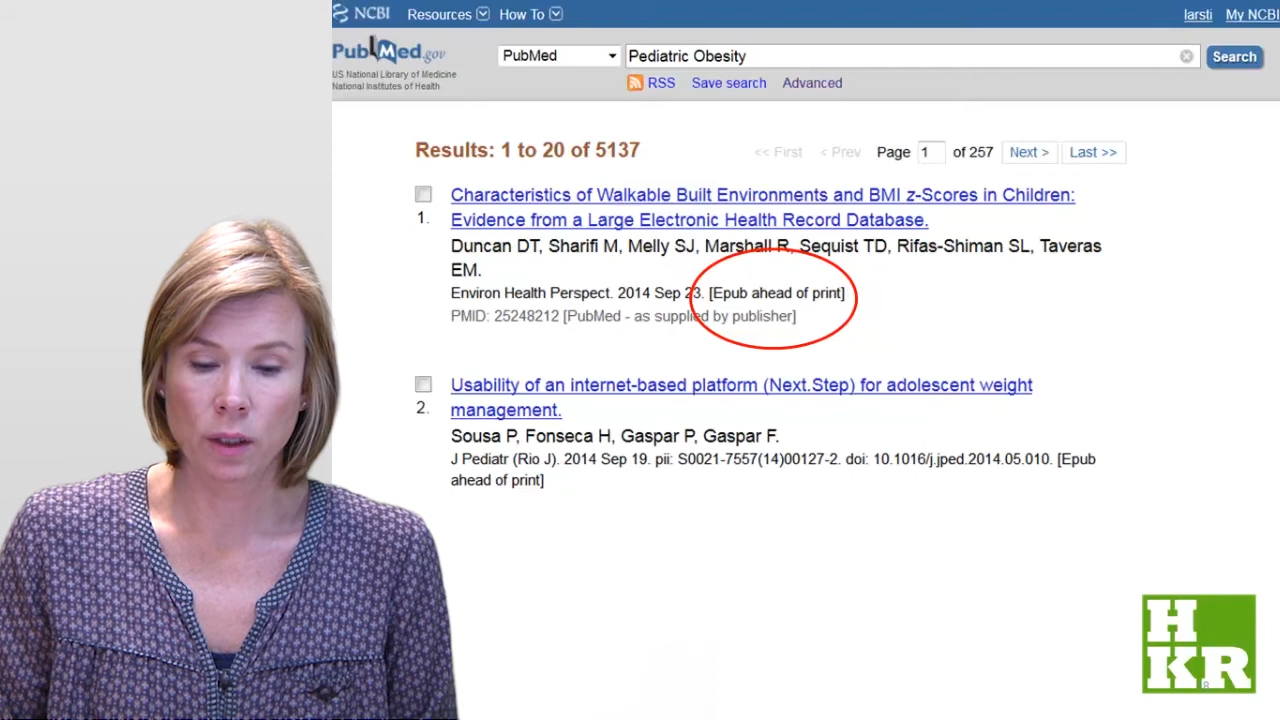 NCBI Resources How To larsti My NCBI
PubMed.gov PubMed Pediatric Obesity Search
US National Library of Medicine
National Institutes of Health
RSS Save search Advanced
Results: 1 to 20 of 5137 << First < Prev Page 1 of 257 Next > Last >>
Characteristics of Walkable Built Environments and BMI z-Scores in Children:
1. Evidence from a Large Electronic Health Record Database.
Duncan DT, Sharifi M, Melly SJ, Marshall R, Sequist TD, Rifas-Shiman SL, Taveras
EM.
Environ Health Perspect. 2014 Sep 23. [Epub ahead of print]
PMID: 25248212 [PubMed - as supplied by publisher]
Usability of an internet-based platform (Next.Step) for adolescent weight
2. management.
Sousa P, Fonseca H, Gaspar P, Gaspar F.
J Pediatr (Rio J). 2014 Sep 19. pii: S0021-7557(14)00127-2. doi: 10.1016/j.jped.2014.05.010. [Epub
ahead of print]
H
KR
8